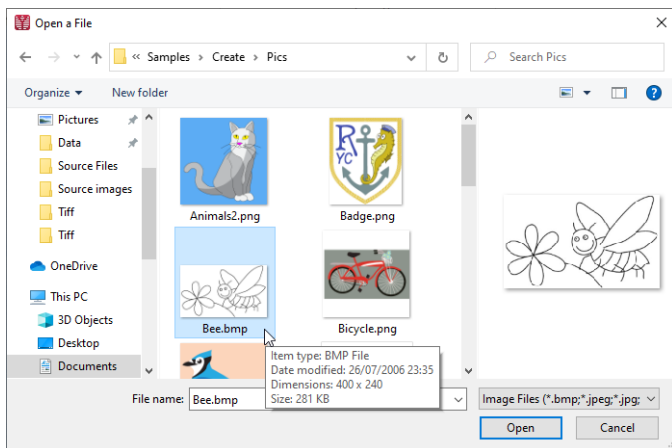 Open a File
« Samples › Create › Pics
Search Pics
Organize
New folder
?
Pictures
Data
Source Files
Source images
Tiff
Tiff
OneDrive
This PC
3D Objects
Desktop
Documents
R
YC
Animals2.png
Badge.png
Bee.bmp
Bicycle.png
Item type: BMP File
Date modified: 26/07/2006 23:35
Dimensions: 400 x 240
Size: 281 KB
File name:
Bee.bmp
Image Files (*.bmp;*.jpeg;*.jpg;
Open
Cancel